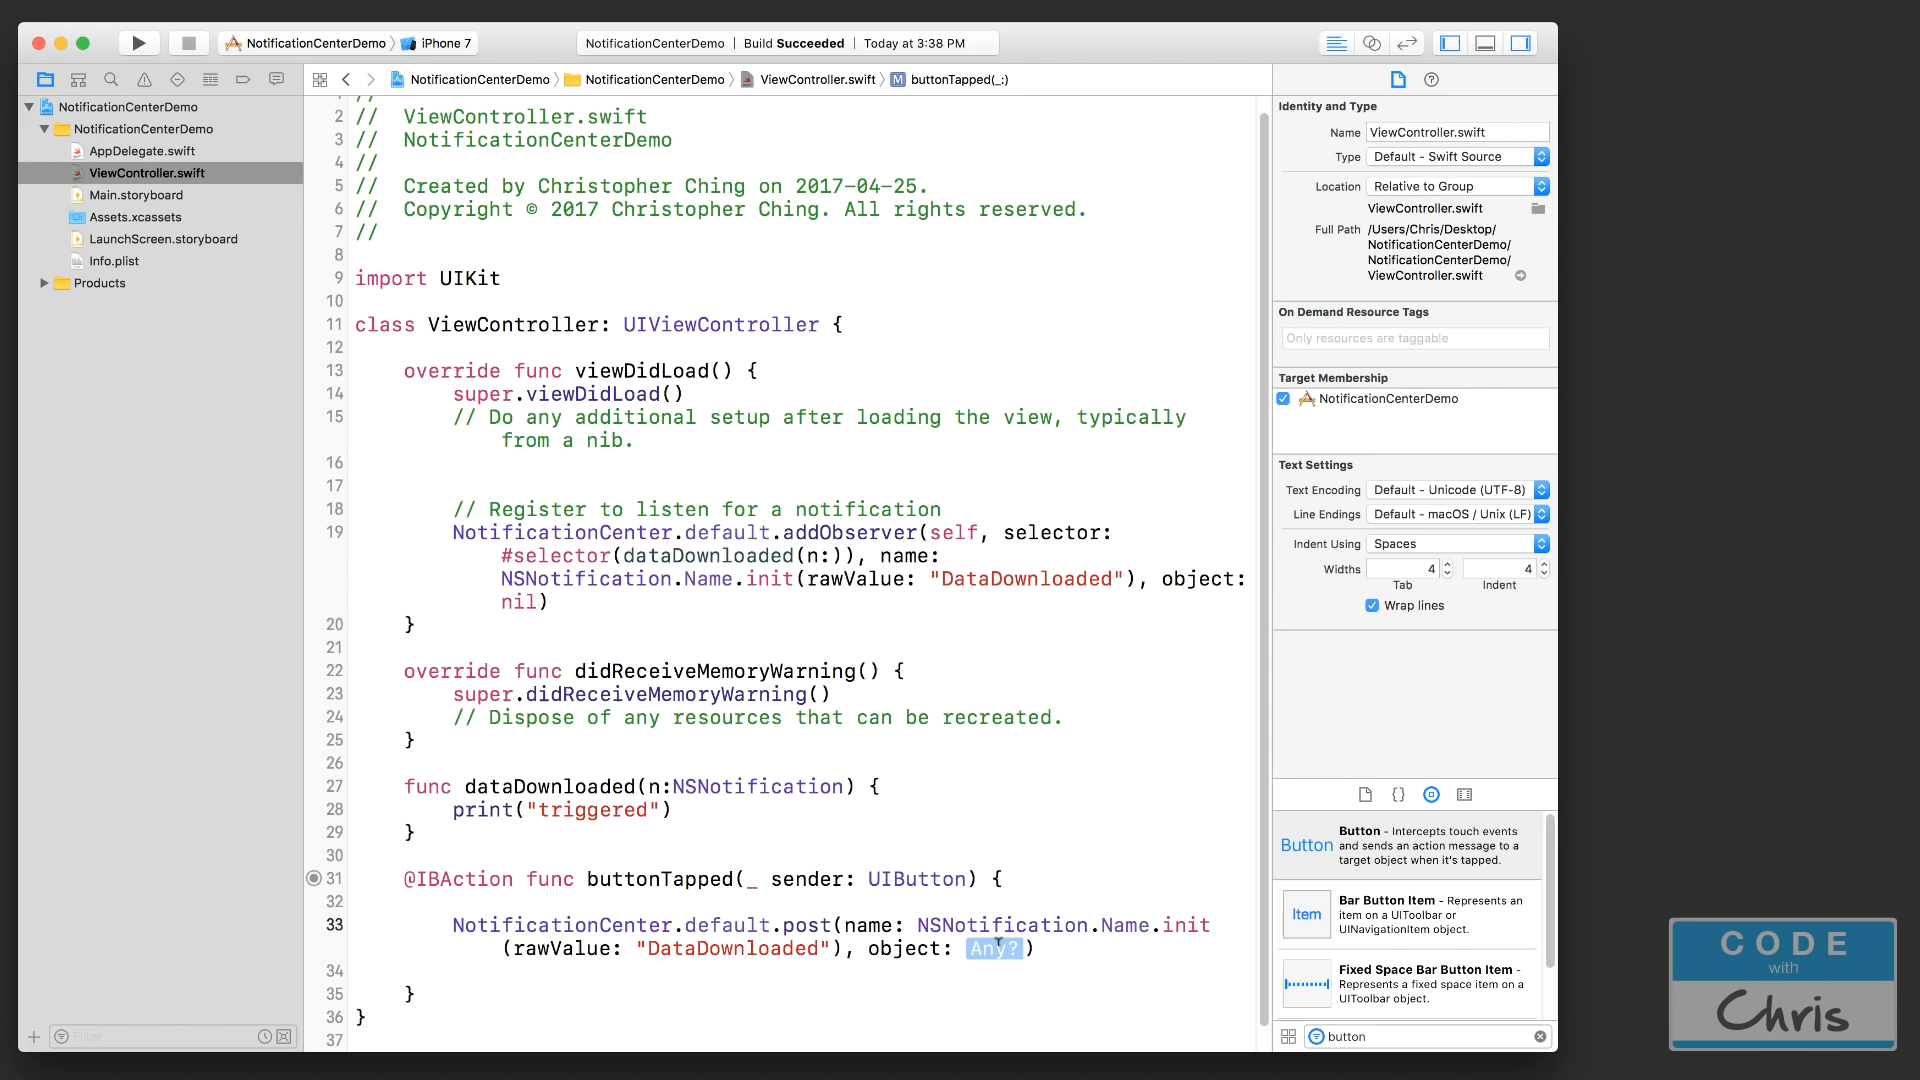 NotificationCenterDemo
iPhone 7
NotificationCenterDemo | Build Succeeded | Today at 3:38 PM
NotificationCenterDemo
NotificationCenterDemo
ViewController.swift
M
buttonTapped(_:)
NotificationCenterDemo
NotificationCenterDemo
AppDelegate.swift
ViewController.swift
Main.storyboard
Assets.xcassets
LaunchScreen.storyboard
Info.plist
Products
Filter
//
2 //  ViewController.swift
3 //  NotificationCenterDemo
4 //
5 //  Created by Christopher Ching on 2017-04-25.
6 //  Copyright © 2017 Christopher Ching. All rights reserved.
7 //
8
9 import UIKit
10
11 class ViewController: UIViewController {
12
13 override func viewDidLoad() {
14 super.viewDidLoad()
15 // Do any additional setup after loading the view, typically
from a nib.
16
17
18 // Register to listen for a notification
19 NotificationCenter.default.addObserver(self, selector:
#selector(dataDownloaded(n:)), name:
NSNotification.Name.init(rawValue: "DataDownloaded"), object:
nil)
20 }
21
22 override func didReceiveMemoryWarning() {
23 super.didReceiveMemoryWarning()
24 // Dispose of any resources that can be recreated.
25 }
26
27 func dataDownloaded(n:NSNotification) {
28 print("triggered")
29 }
30
31 @IBAction func buttonTapped(_ sender: UIButton) {
32
33 NotificationCenter.default.post(name: NSNotification.Name.init
(rawValue: "DataDownloaded"), object: Any?)
34
35 }
36 }
37
Identity and Type
Name ViewController.swift
Type Default - Swift Source
Location Relative to Group
ViewController.swift
Full Path /Users/Chris/Desktop/
NotificationCenterDemo/
NotificationCenterDemo/
ViewController.swift
On Demand Resource Tags
Only resources are taggable
Target Membership
NotificationCenterDemo
Text Settings
Text Encoding Default - Unicode (UTF-8)
Line Endings Default - macOS / Unix (LF)
Indent Using Spaces
Widths 4 4
Tab Indent
Wrap lines
Button
Button - Intercepts touch events
and sends an action message to a
target object when it's tapped.
Item
Bar Button Item - Represents an
item on a UIToolbar or
UINavigationItem object.
Fixed Space Bar Button Item -
Represents a fixed space item on a
UIToolbar object.
button
CODE
with
Chris